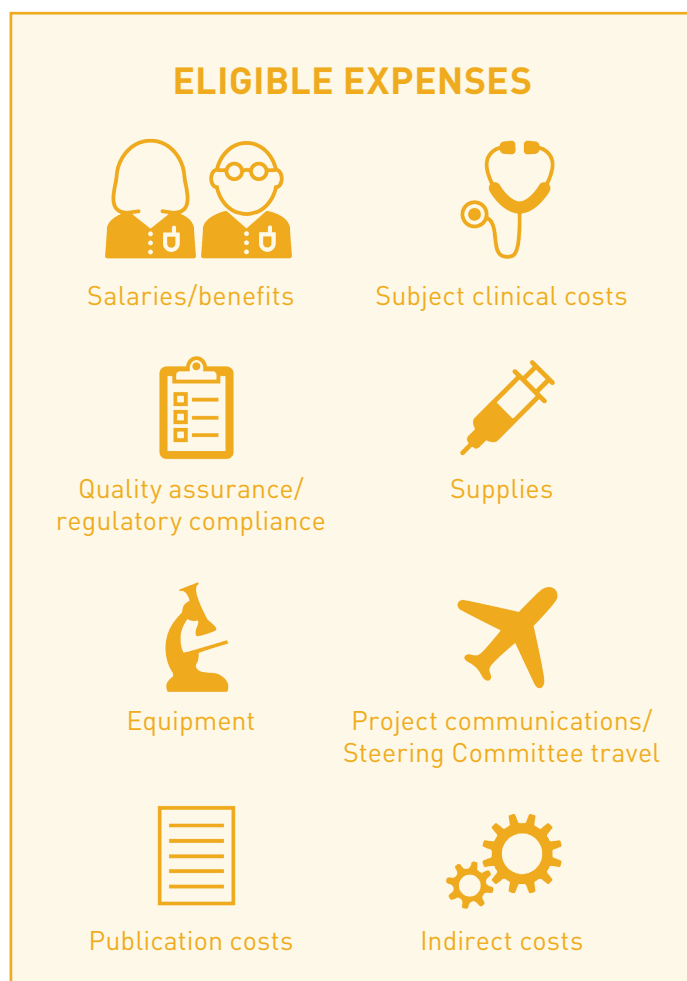 ELIGIBLE EXPENSES
Salaries/benefits
Subject clinical costs
Quality assurance/
regulatory compliance
Supplies
Equipment
Project communications/
Steering Committee travel
Publication costs
Indirect costs